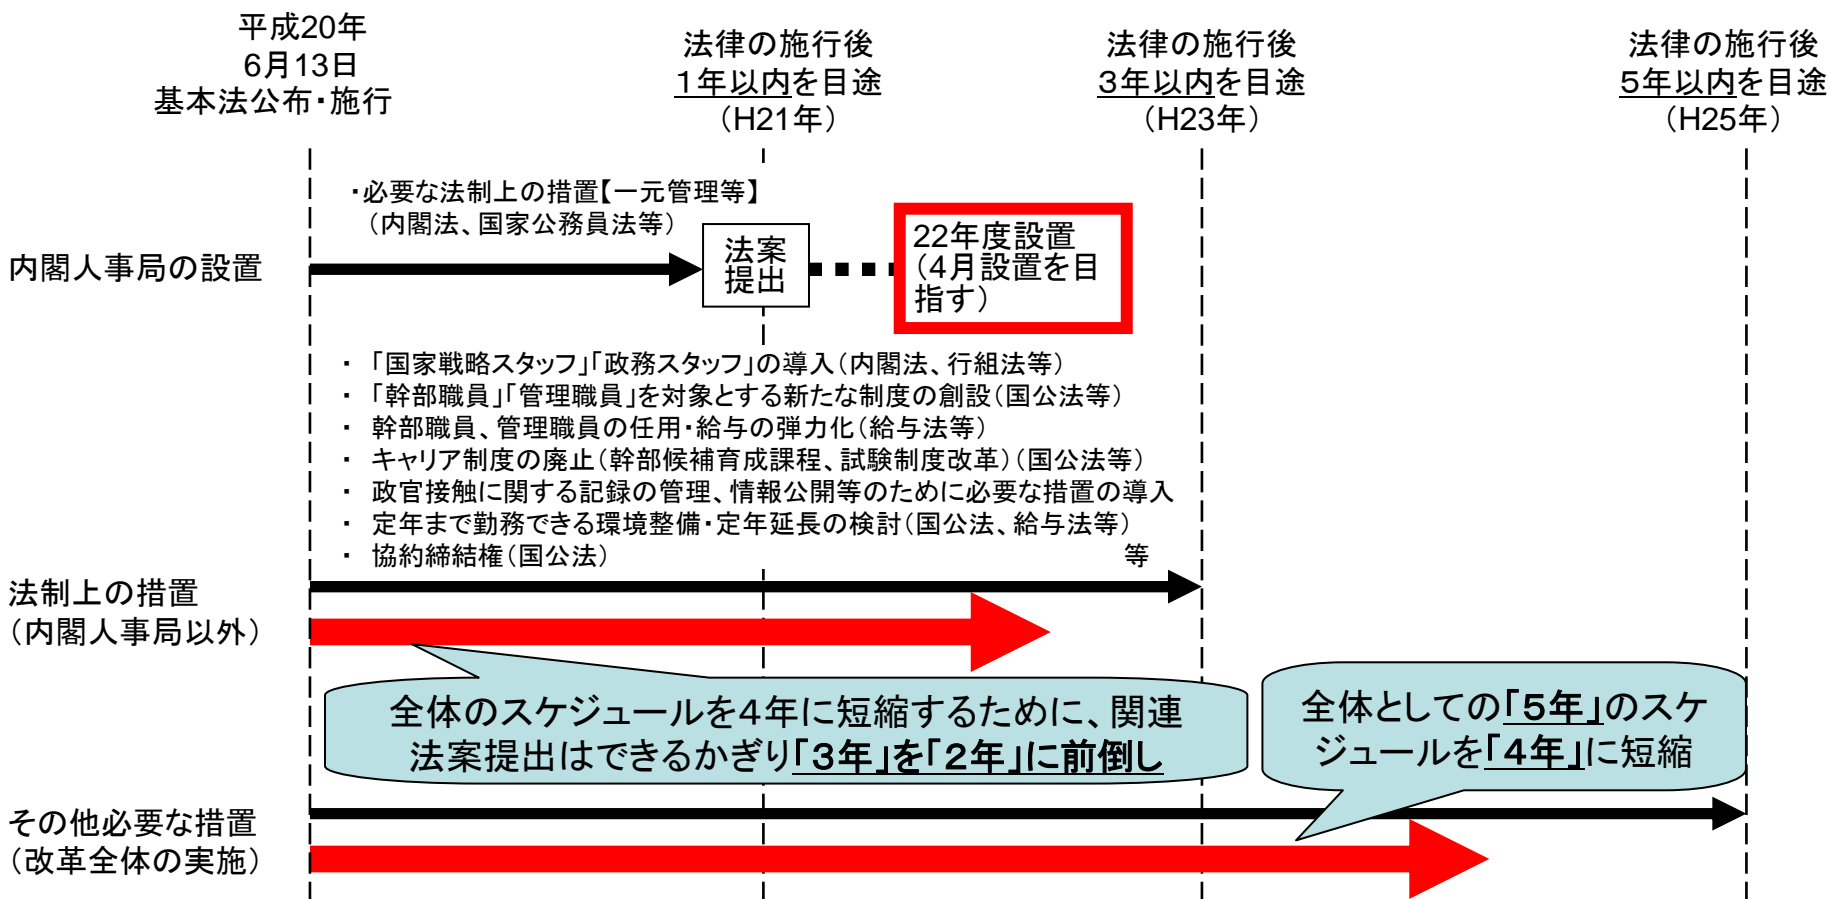 平成20年
6月13日
基本法公布・施行
法律の施行後
1年以内を目途
（H21年）
法律の施行後
3年以内を目途
（H23年）
法律の施行後
5年以内を目途
（H25年）
内閣人事局の設置
・必要な法制上の措置【一元管理等】
（内閣法、国家公務員法等）
法案
提出
22年度設置
（4月設置を目
指す）
・ 「国家戦略スタッフ」「政務スタッフ」の導入（内閣法、行組法等）
・ 「幹部職員」「管理職員」を対象とする新たな制度の創設（国公法等）
・ 幹部職員、管理職員の任用・給与の弾力化（給与法等）
・ キャリア制度の廃止（幹部候補育成課程、試験制度改革）（国公法等）
・ 政官接触に関する記録の管理、情報公開等のために必要な措置の導入
・ 定年まで勤務できる環境整備・定年延長の検討（国公法、給与法等）
・ 協約締結権（国公法） 等
法制上の措置
（内閣人事局以外）
全体のスケジュールを４年に短縮するために、関連
法案提出はできるかぎり「３年」を「２年」に前倒し
全体としての「５年」のスケ
ジュールを「４年」に短縮
その他必要な措置
（改革全体の実施）